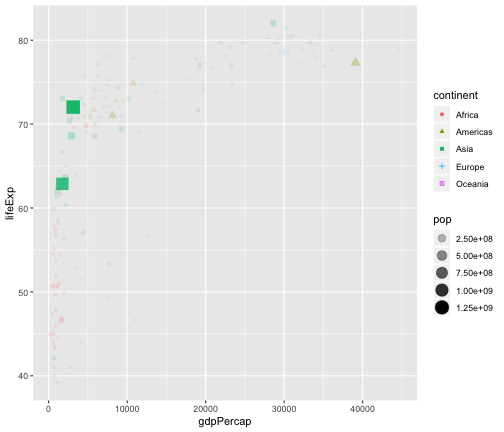 80
70
60
50
40
lifeExp
0
10000
20000
30000
40000
gdpPercap
continent
Africa
Americas
Asia
Europe
Oceania
pop
2.50e+08
5.00e+08
7.50e+08
1.00e+09
1.25e+09